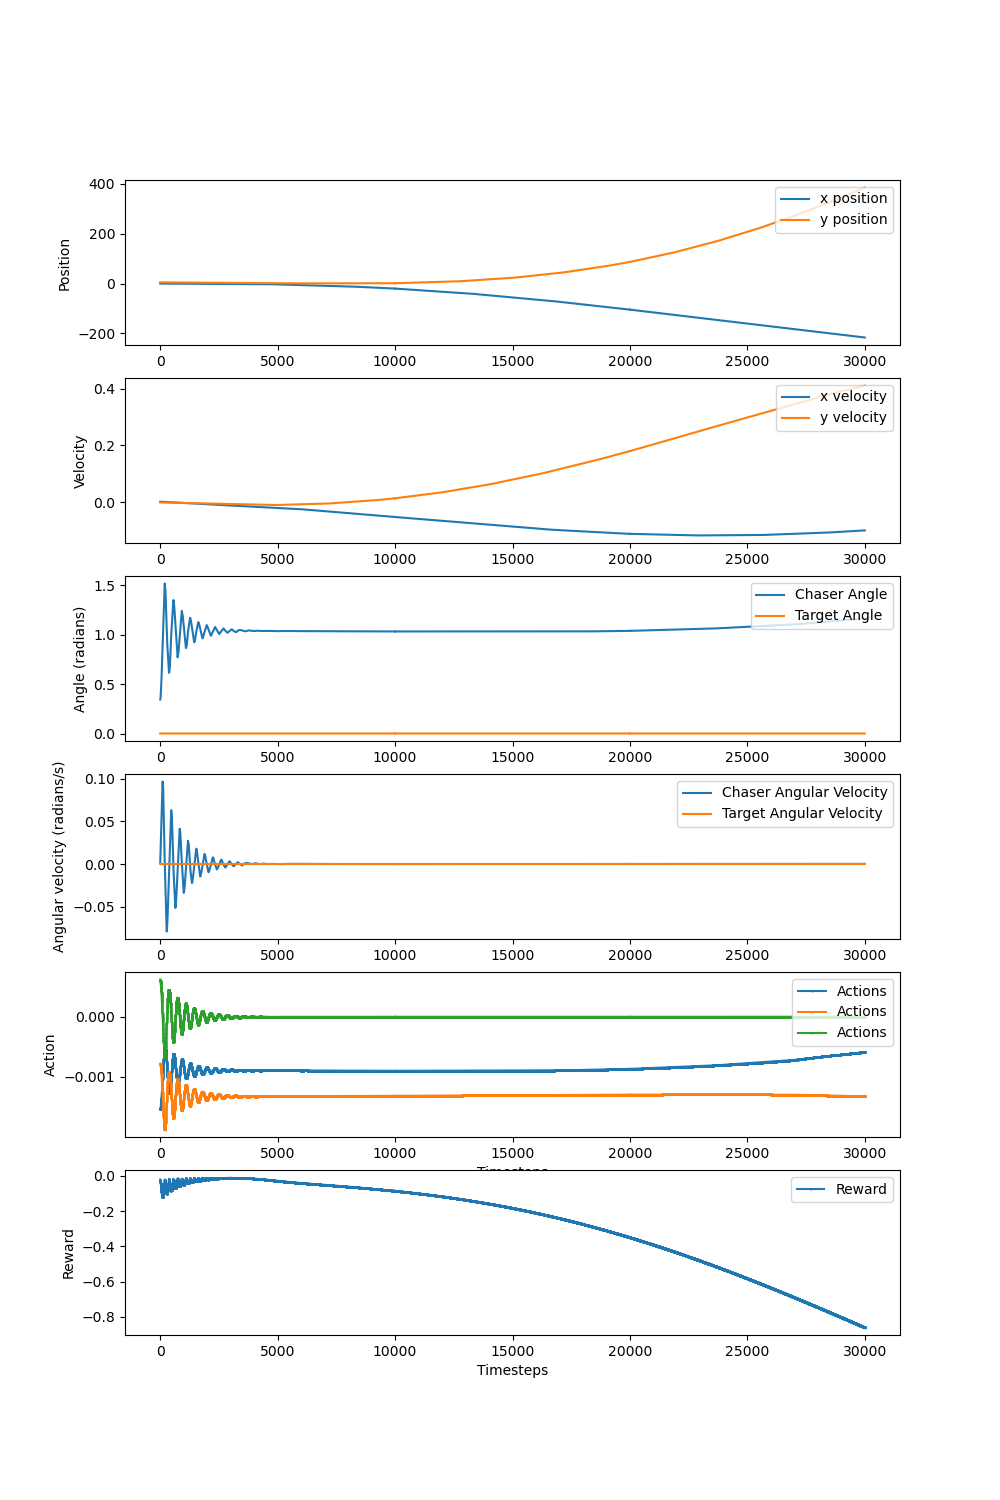 400
200
0
−200
Position
x position
y position
0 5000 10000 15000 20000 25000 30000
0.4
0.2
0.0
Velocity
x velocity
y velocity
0 5000 10000 15000 20000 25000 30000
1.5
1.0
0.5
0.0
Angle (radians)
Chaser Angle
Target Angle
0 5000 10000 15000 20000 25000 30000
0.10
0.05
0.00
−0.05
Angular velocity (radians/s)
Chaser Angular Velocity
Target Angular Velocity
0 5000 10000 15000 20000 25000 30000
0.000
−0.001
Action
Actions
Actions
Actions
0 5000 10000 15000 20000 25000 30000
Timesteps
0.0
−0.2
−0.4
−0.6
−0.8
Reward
Reward
0 5000 10000 15000 20000 25000 30000
Timesteps